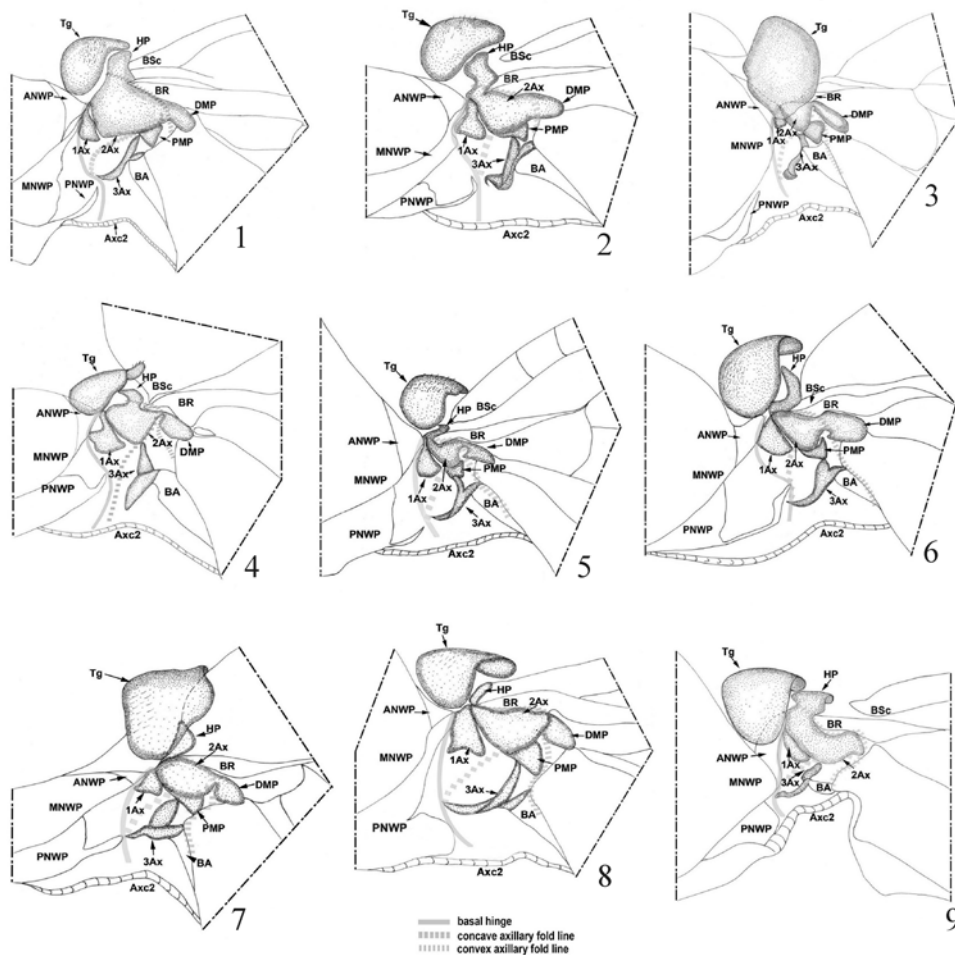 Tg
HP
BSc
BR
ANWP
DMP
1Ax
2Ax
PMP
3Ax
BA
MNWP
PNWP
Axc2
1
Tg
HP
BSc
BR
2Ax
ANWP
DMP
1Ax
PMP
3Ax
BA
MNWP
PNWP
Axc2
2
Tg
ANWP
BR
DMP
2Ax
1Ax
PMP
MNWP
BA
3Ax
PNWP
Axc2
3
Tg
HP
BSc
BR
ANWP
2Ax
1Ax
DMP
MNWP
3Ax
PNWP
BA
Axc2
4
Tg
HP
BSc
ANWP
BR
DMP
MNWP
PMP
1Ax
2Ax
BA
3Ax
PNWP
Axc2
5
Tg
HP
BSc
BR
DMP
ANWP
PMP
1Ax
2Ax
MNWP
BA
3Ax
PNWP
Axc2
6
Tg
HP
2Ax
BR
ANWP
DMP
1Ax
MNWP
PMP
PNWP
3Ax
BA
Axc2
7
Tg
HP
ANWP
BR
2Ax
DMP
MNWP
1Ax
PMP
3Ax
BA
PNWP
Axc2
8
Tg
HP
BSc
BR
ANWP
1Ax
2Ax
MNWP
3Ax
BA
PNWP
Axc2
9
basal hinge
concave axillary fold line
convex axillary fold line